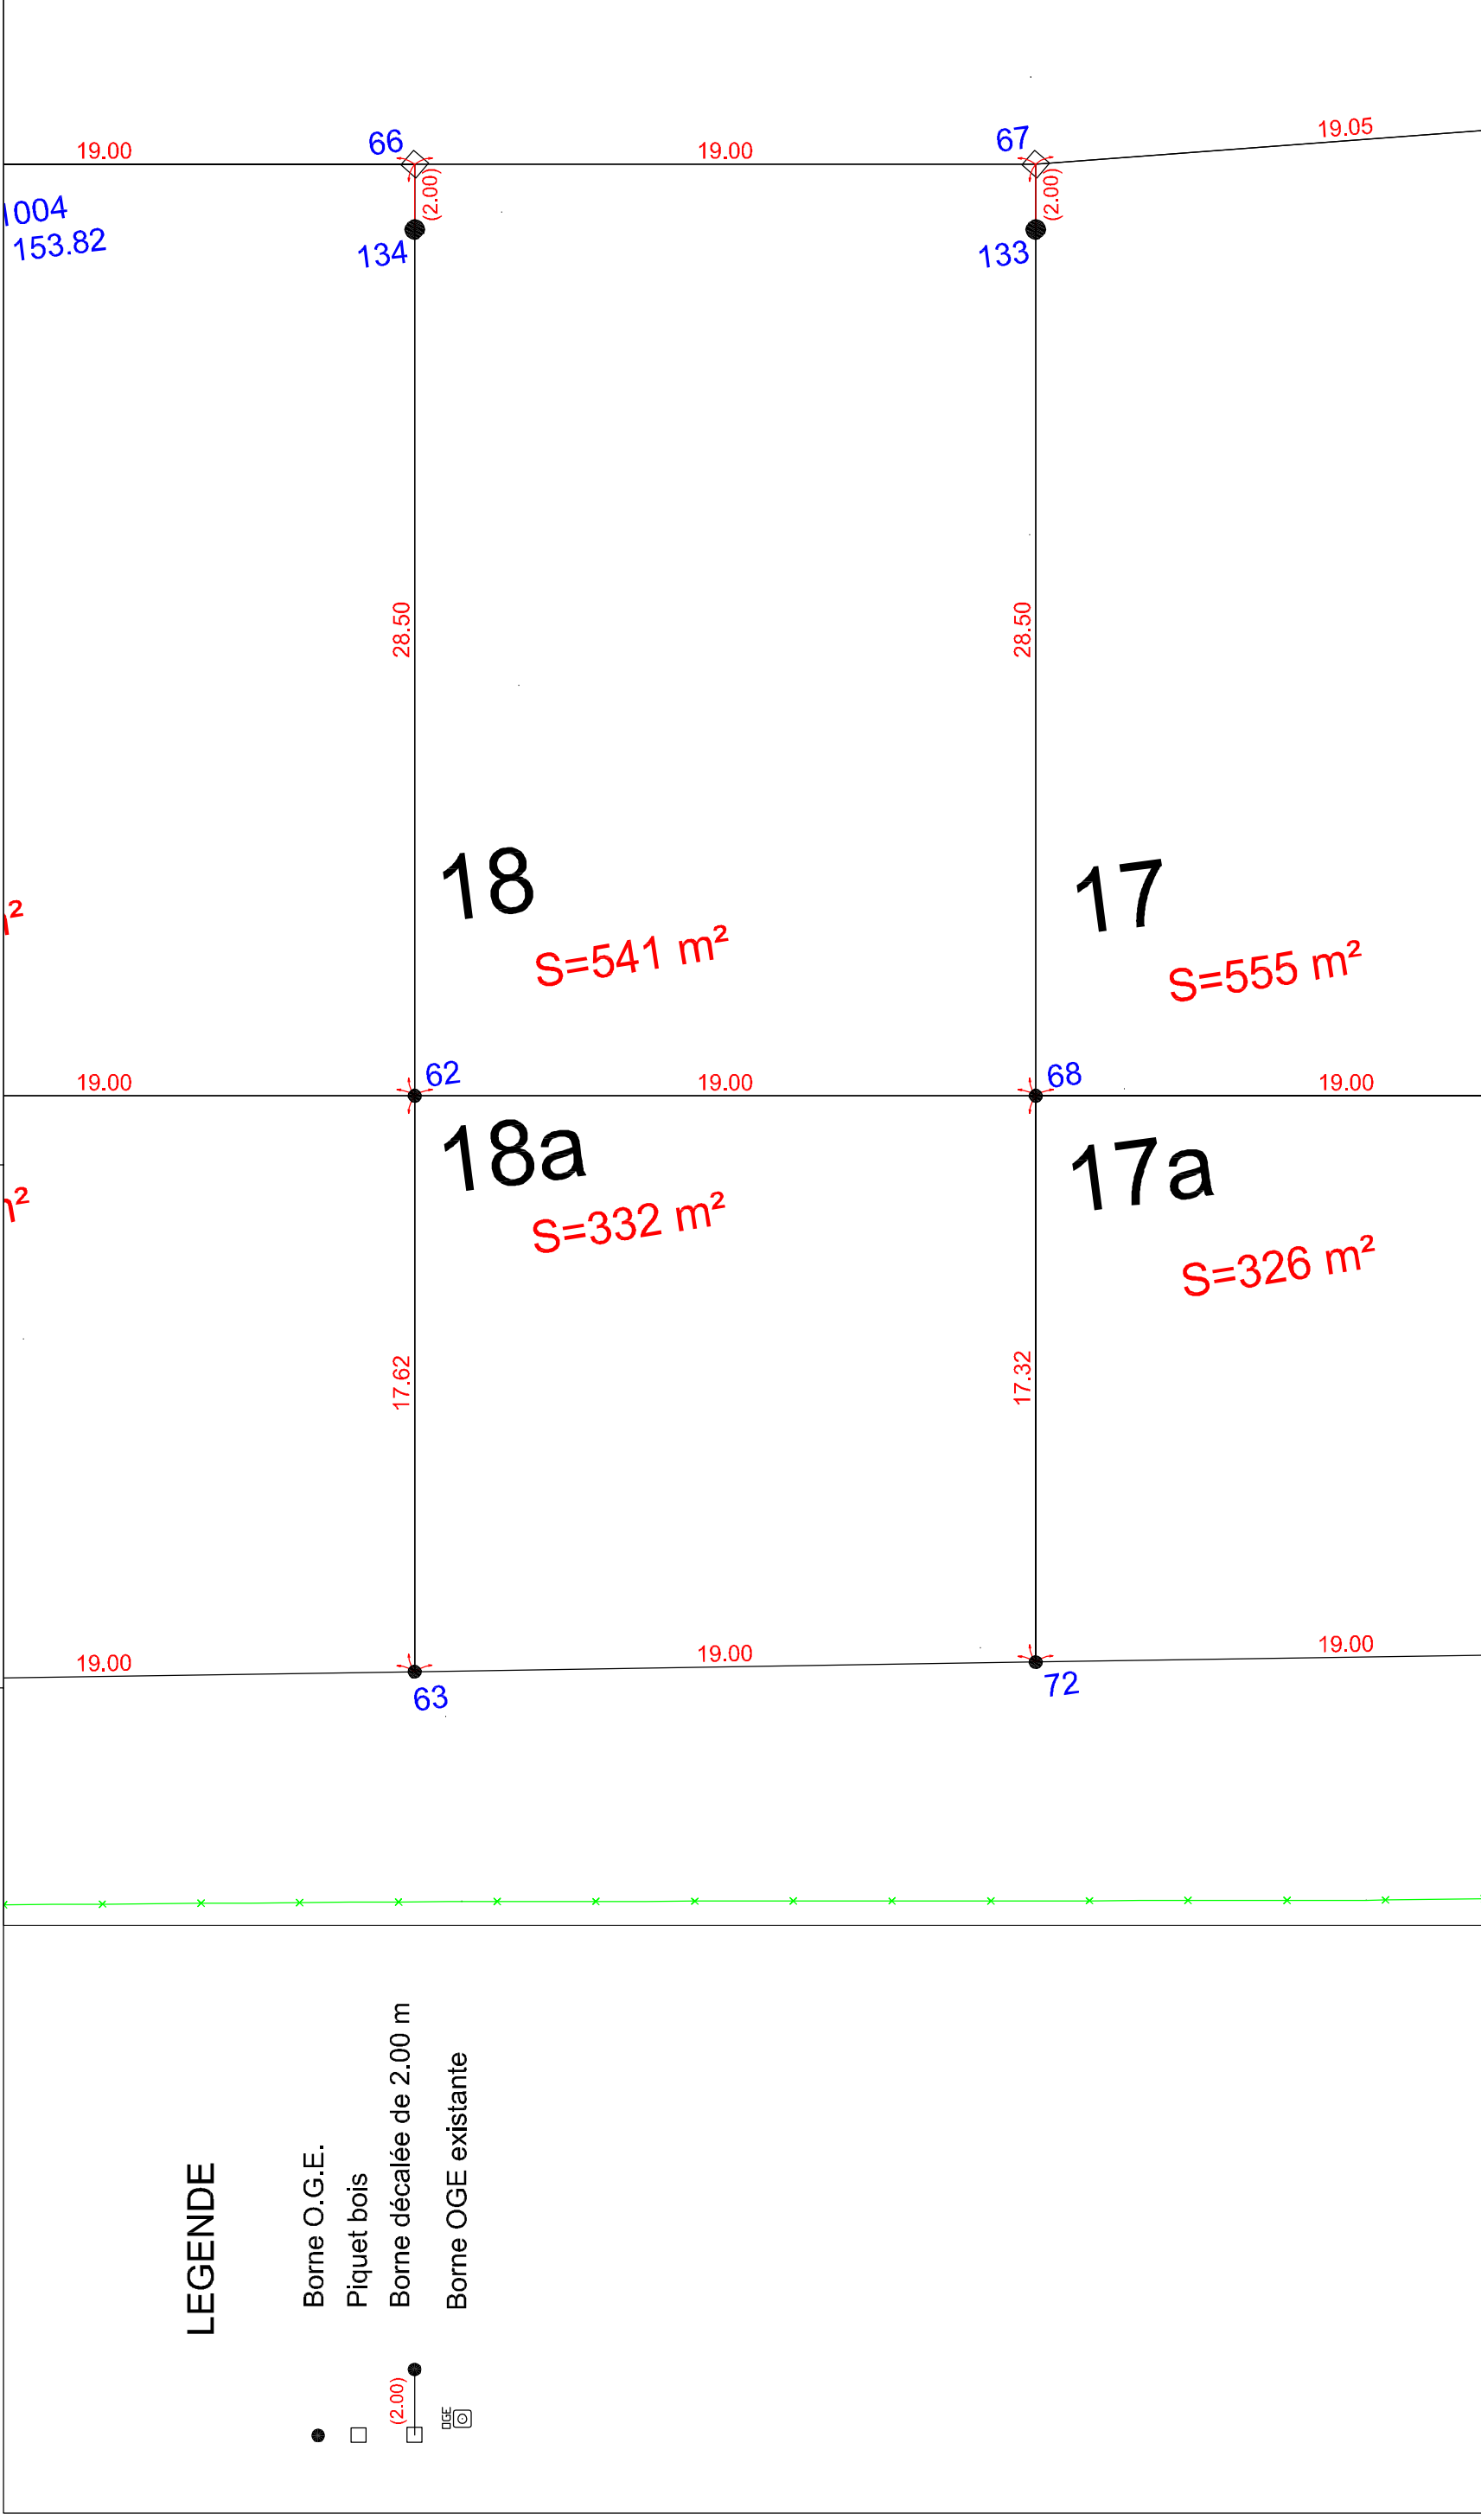 19.00
66
19.00
67
19.05
(2.00)
(2.00)
1004
153.82
134
133
28.50
28.50
18
S=541 m²
17
S=555 m²
19.00
62
19.00
68
19.00
18a
S=332 m²
17a
S=326 m²
17.62
17.32
19.00
19.00
19.00
63
72
LEGENDE
Borne O.G.E.
Piquet bois
(2.00) Borne décalée de 2.00 m
OGE Borne OGE existante